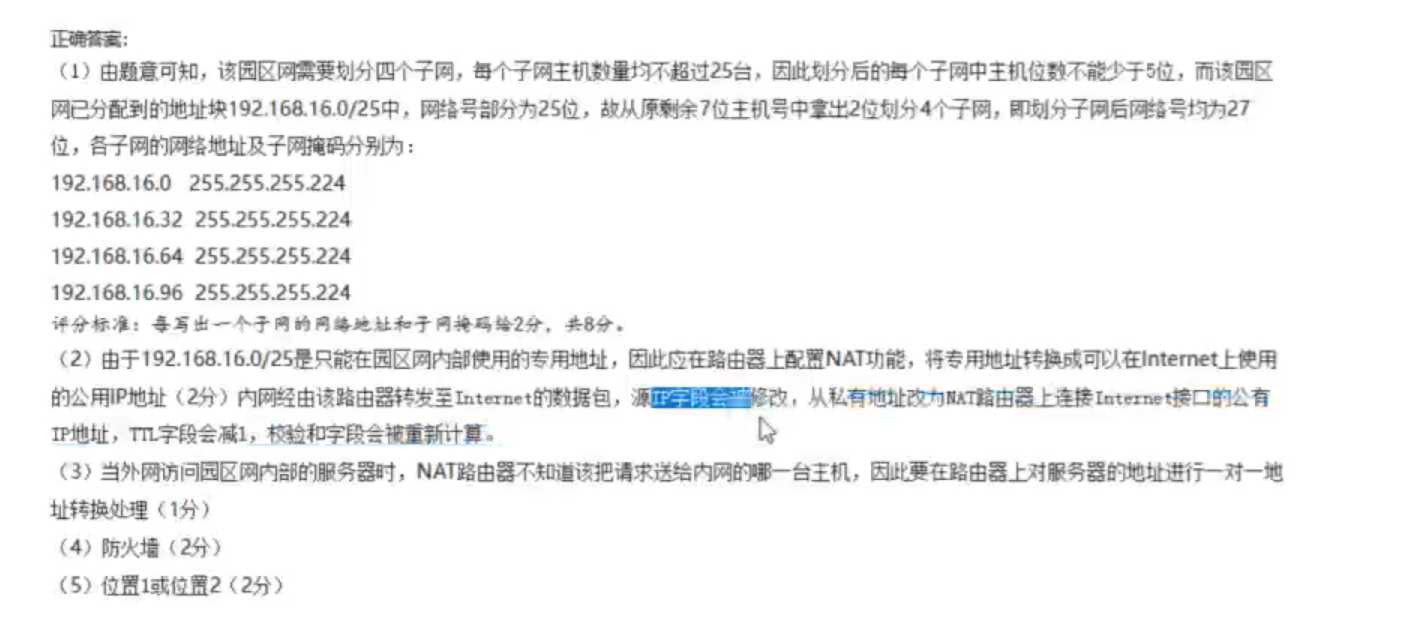 正确答案：
（1）由题意可知，该园区网需要划分四个子网，每个子网主机数量均不超过25台，因此划分后的每个子网中主机位数不能少于5位，而该园区
网已分配到的地址块192.168.16.0/25中，网络号部分为25位，故从原剩余7位主机号中拿出2位划分4个子网，即划分子网后网络号均为27
位，各子网的网络地址及子网掩码分别为：
192.168.16.0 255.255.255.224
192.168.16.32 255.255.255.224
192.168.16.64 255.255.255.224
192.168.16.96 255.255.255.224
评分标准：每写出一个子网的网络地址和子网掩码给2分，共8分。
（2）由于192.168.16.0/25是只能在园区网内部使用的专用地址，因此应在路由器上配置NAT功能，将专用地址转换成可以在Internet上使用
的公用IP地址（2分）内网经由该路由器转发至Internet的数据包，源IP字段会被修改，从私有地址改为NAT路由器上连接Internet接口的公有
IP地址，TTL字段会减1，校验和字段会被重新计算。
（3）当外网访问园区网内部的服务器时，NAT路由器不知道该把请求送给内网的哪一台主机，因此要在路由器上对服务器的地址进行一对一地
址转换处理（1分）
（4）防火墙（2分）
（5）位置1或位置2（2分）